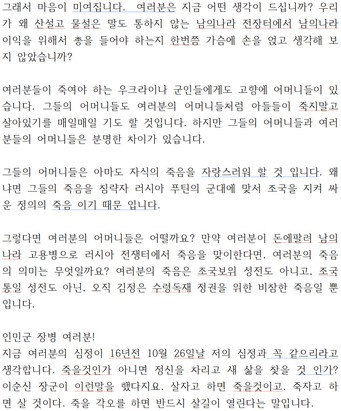 그래서 마음이 미여집니다. 여러분은 지금 어떤 생각이 드십니까? 우리
가 왜 산설고 물설은 말도 통하지 않는 남의나라 전장터에서 남의나라
이익을 위해서 총을 들어야 하는지 한번쯤 가슴에 손을 얹고 생각해 보
지 않았습니까?
여러분들이 죽여야 하는 우크라이나 군인들에게도 고향에 어머니들이 있
습니다. 그들의 어머니들도 여러분의 어머니들처럼 아들들이 죽지말고
살아있기를 매일매일 기도 할 것입니다. 하지만 그들의 어머니들과 여러
분들의 어머니들은 분명한 차이가 있습니다.
그들의 어머니들은 아마도 자식의 죽음을 자랑스러워 할 것 입니다. 왜
냐면 그들의 죽음을 침략자 러시아 푸틴의 군대에 맞서 조국을 지켜 싸
운 정의의 죽음 이기 때문 입니다.
그렇다면 여러분의 어머니들은 어떨까요? 만약 여러분이 돈에팔려 남의
나라 고용병으로 러시아 전쟁터에서 죽음을 맞이한다면, 여러분의 죽음
의 의미는 무엇일까요? 여러분의 죽음은 조국보위 성전도 아니고, 조국
통일 성전도 아닌, 오직 김정은 수령독재 정권을 위한 비참한 죽음일 뿐
입니다.
인민군 장병 여러분!
지금 여러분의 심정이 16년전 10월 26일날 저의 심정과 꼭 같으리라고
생각합니다. 죽을것인가 아니면 정신을 차리고 새 삶을 찾을 것 인가?
이순신 장군이 이런말을 했다지요. 살자고 하면 죽을것이고, 죽자고 하
면 살 것이다. 죽을 각오를 하면 반드시 살길이 열린다는 말입니다.